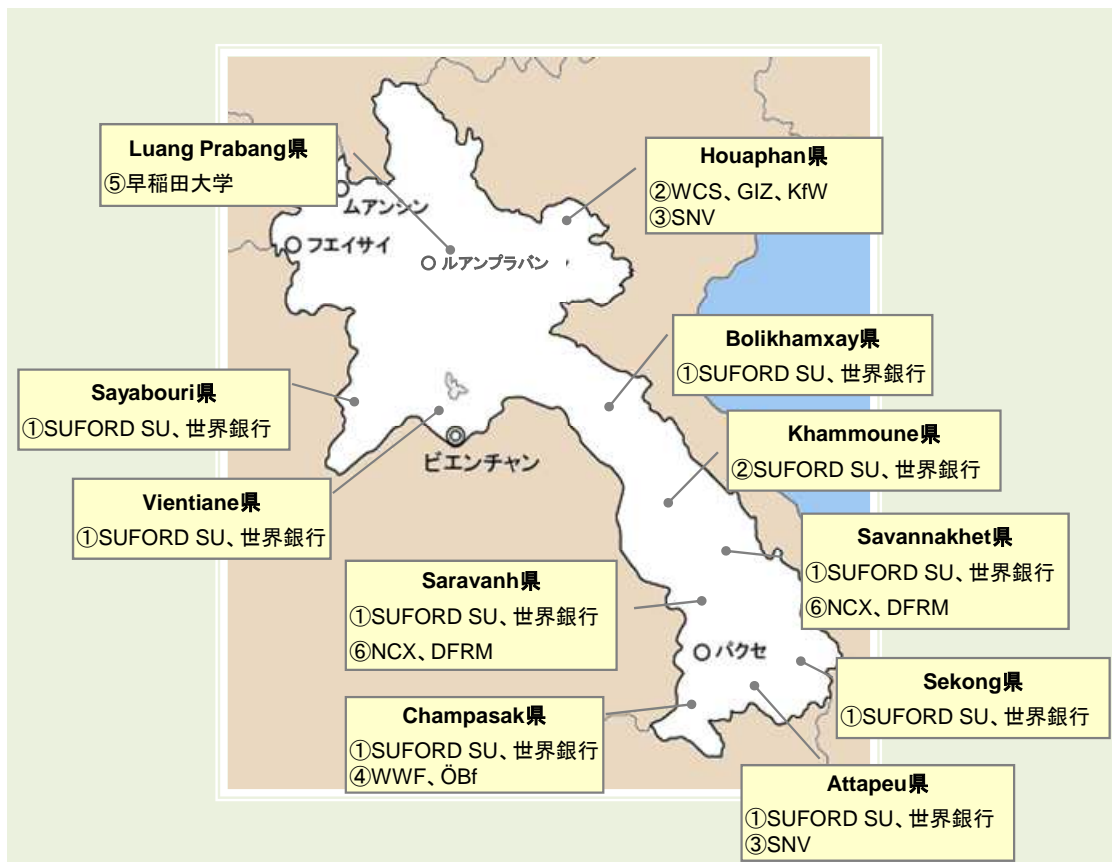 Luang Prabang県
⑤早稲田大学
Houaphan県
②WCS、GIZ、KfW
③SNV
ムアンシン
フエイサイ
ルアンプラバン
Bolikhamxay県
①SUFORD SU、世界銀行
Sayabouri県
①SUFORD SU、世界銀行
Khammoune県
②SUFORD SU、世界銀行
ビエンチャン
Vientiane県
①SUFORD SU、世界銀行
Savannakhet県
①SUFORD SU、世界銀行
⑥NCX、DFRM
Saravanh県
①SUFORD SU、世界銀行
⑥NCX、DFRM
パクセ
Sekong県
①SUFORD SU、世界銀行
Champasak県
①SUFORD SU、世界銀行
④WWF、ÖBf
Attapeu県
①SUFORD SU、世界銀行
③SNV